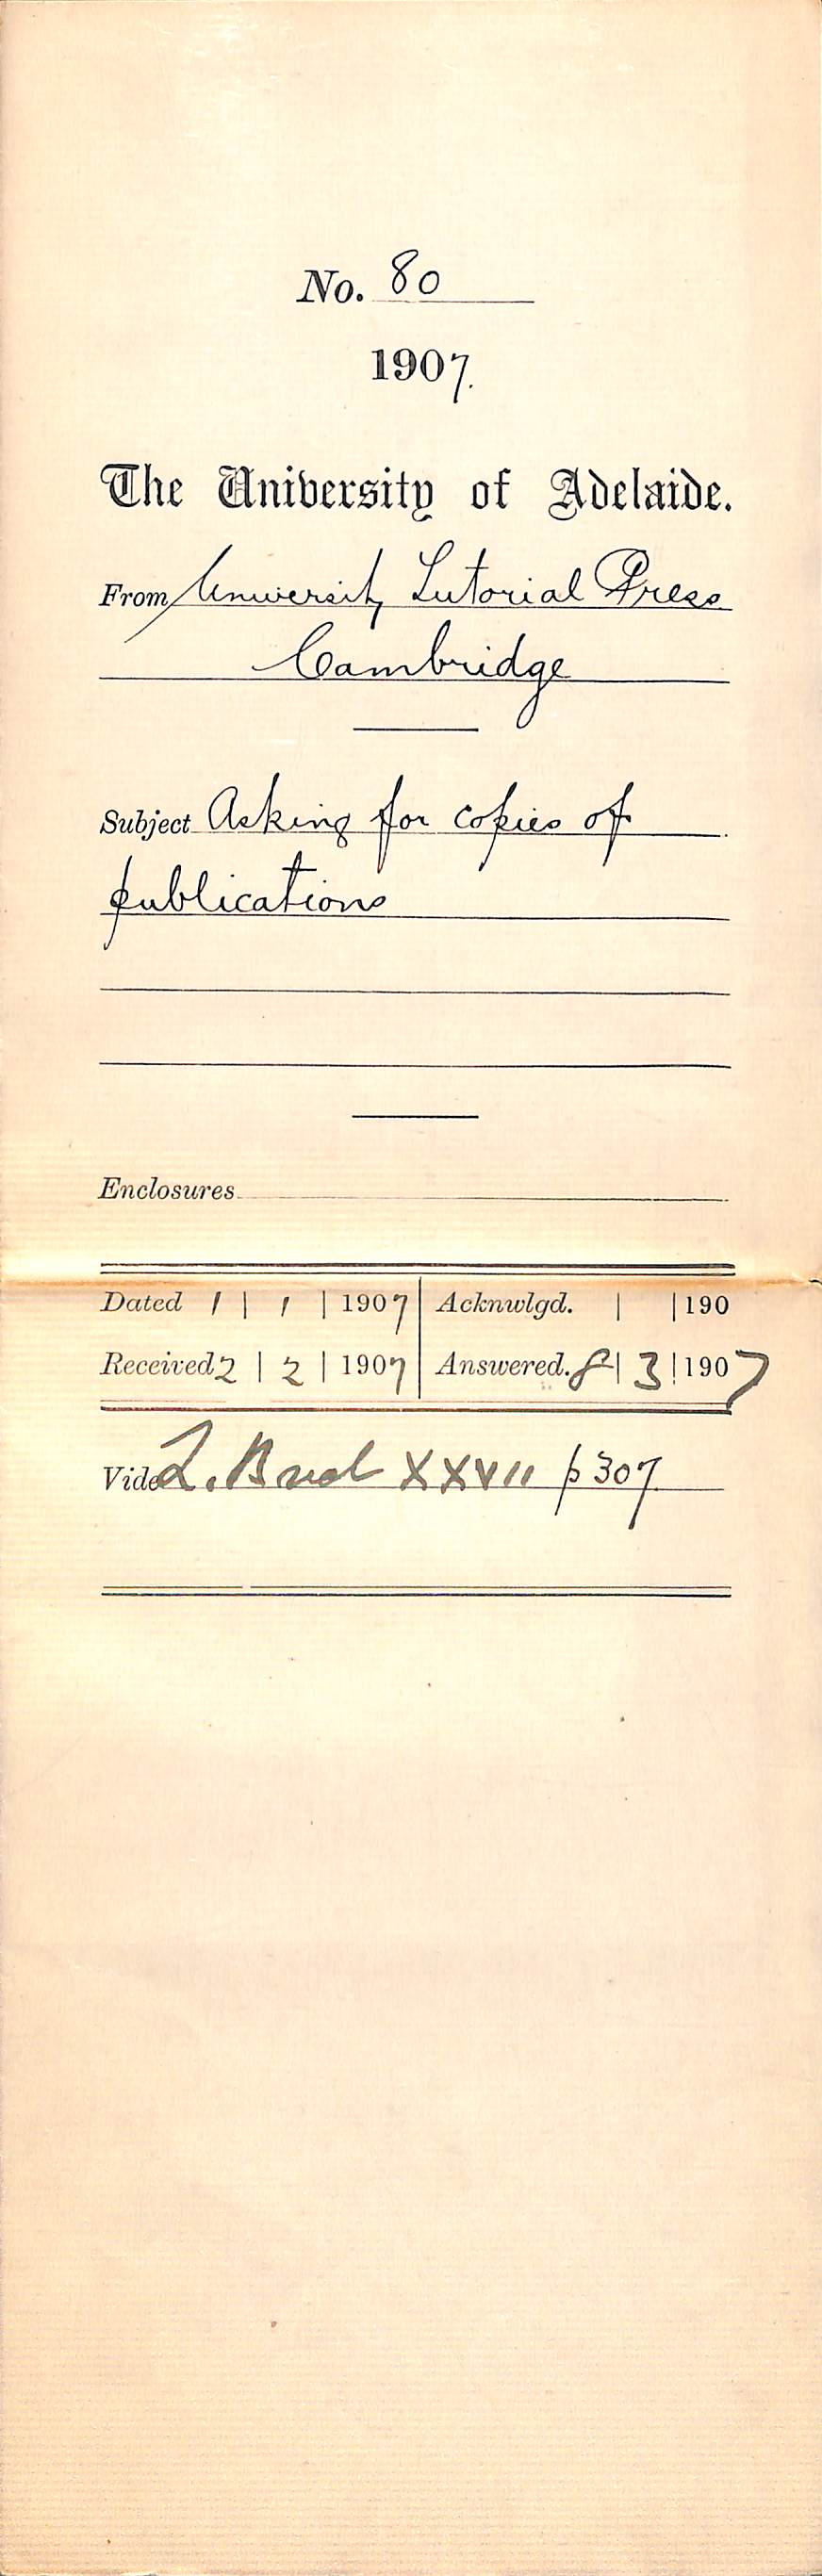 No. 80
1907.
The University of Adelaide.
From University Tutorial Press
Cambridge
Subject Asking for copies of
publications
Enclosures
Dated 1 | 1 | 1907 | Acknwlgd. | | 190
Received 2 | 2 | 1907 | Answered. 8 | 3 | 1907
Vide L. XXVII p 307